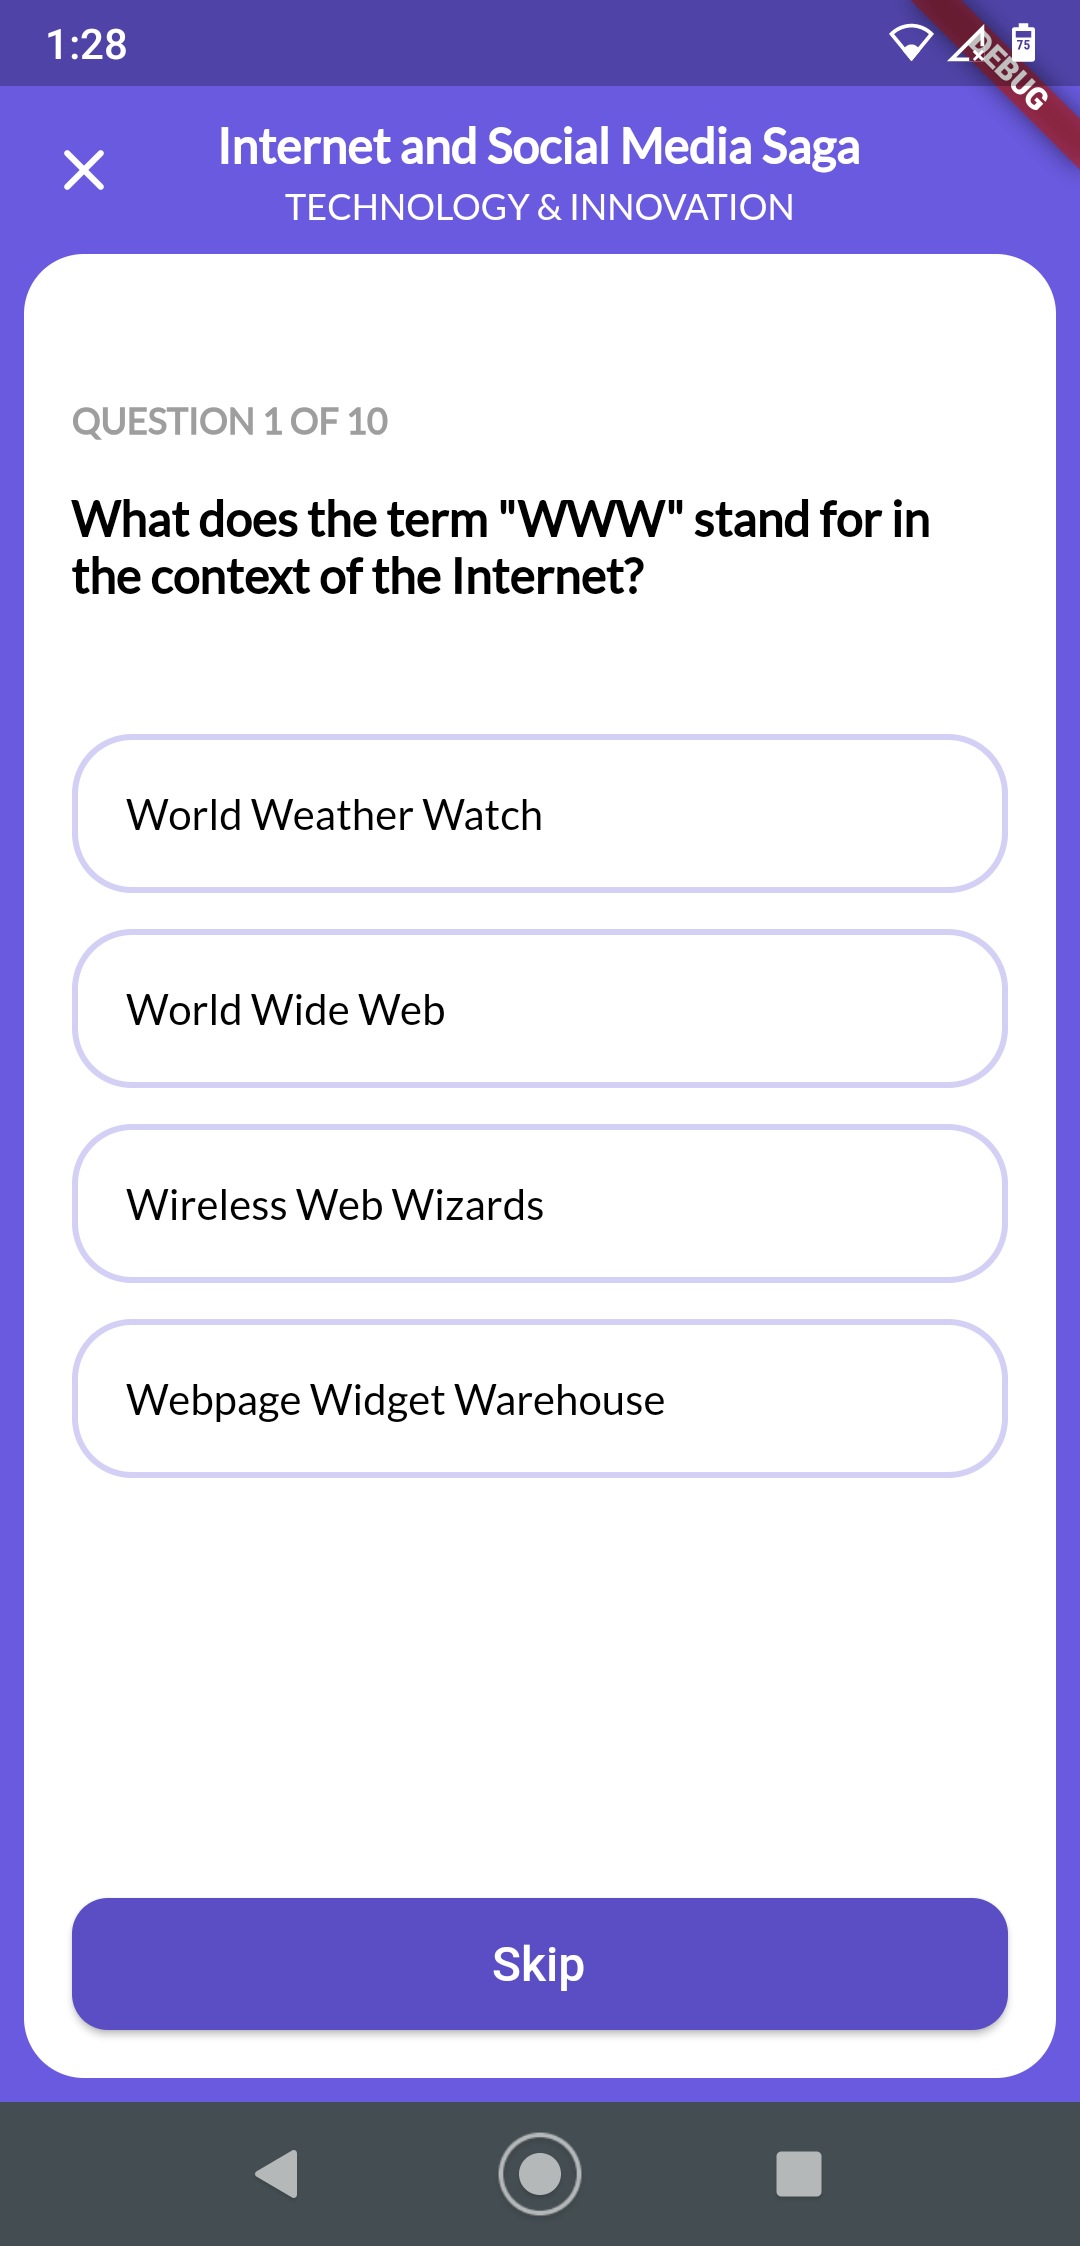 1:28
75
DEBUG
Internet and Social Media Saga
TECHNOLOGY & INNOVATION
QUESTION 1 OF 10
What does the term "WWW" stand for in
the context of the Internet?
World Weather Watch
World Wide Web
Wireless Web Wizards
Webpage Widget Warehouse
Skip